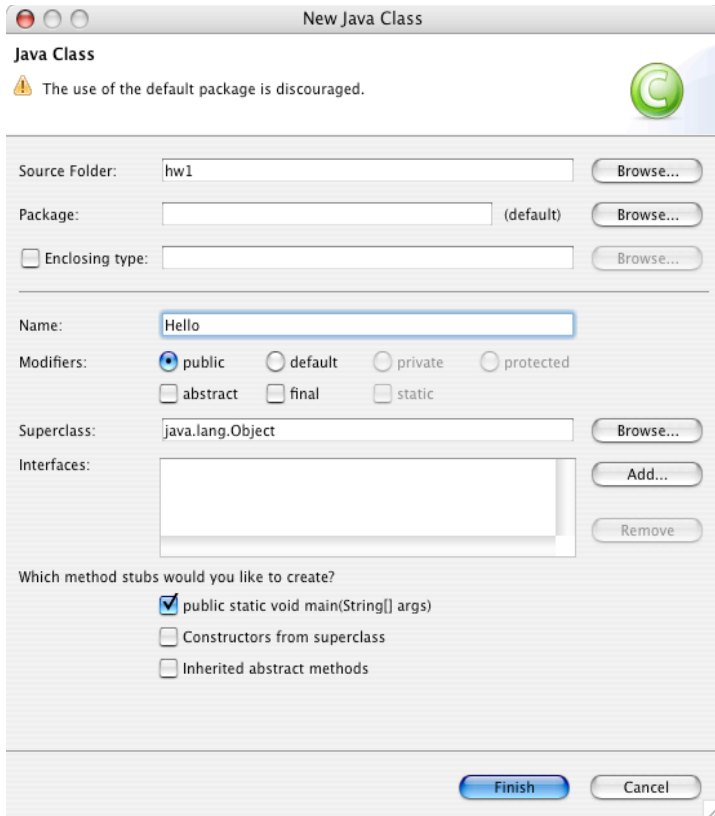 New Java Class
Java Class
The use of the default package is discouraged.
C
Source Folder: hw1 Browse...
Package: (default) Browse...
Enclosing type: Browse...
Name: Hello
Modifiers: public default private protected
abstract final static
Superclass: java.lang.Object Browse...
Interfaces: Add...
Remove
Which method stubs would you like to create?
public static void main(String[] args)
Constructors from superclass
Inherited abstract methods
Finish Cancel